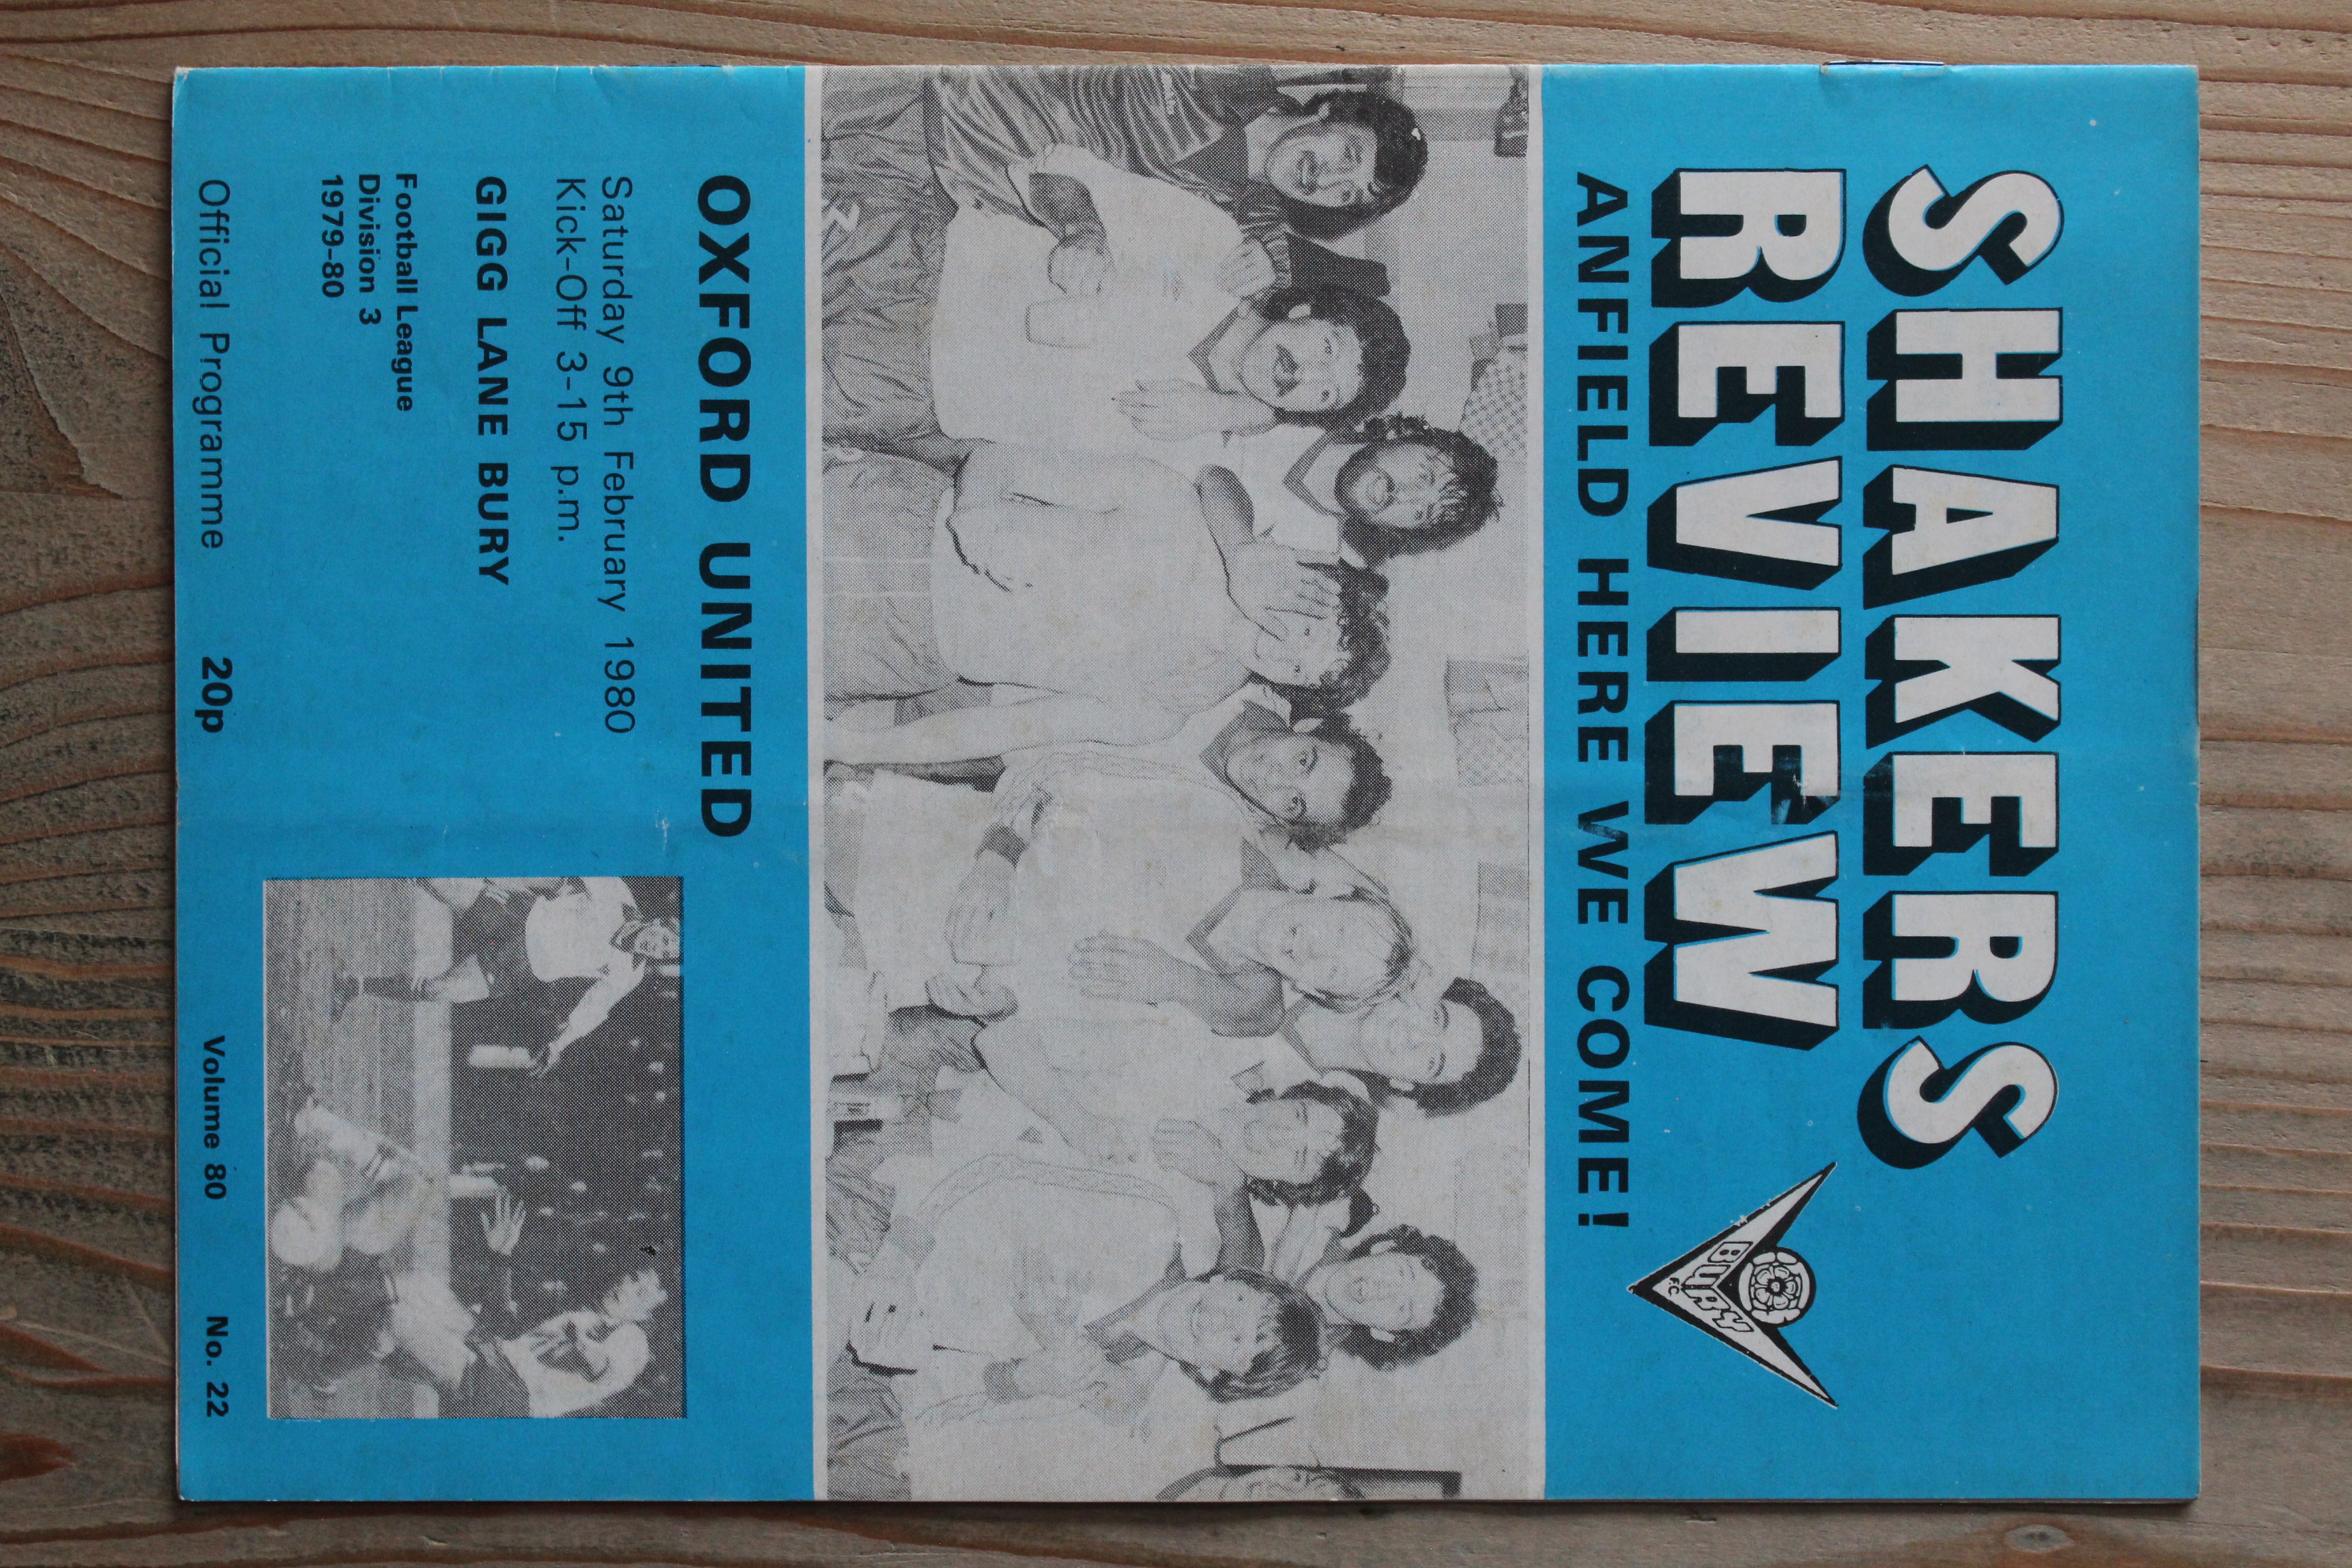 SHAKERS
REVIEW
BURY
FC
ANFIELD HERE WE COME!
OXFORD UNITED
Saturday 9th February 1980
Kick-Off 3-15 p.m.
GIGG LANE BURY
Football League
Division 3
1979-80
Official Programme 20p Volume 80 No. 22